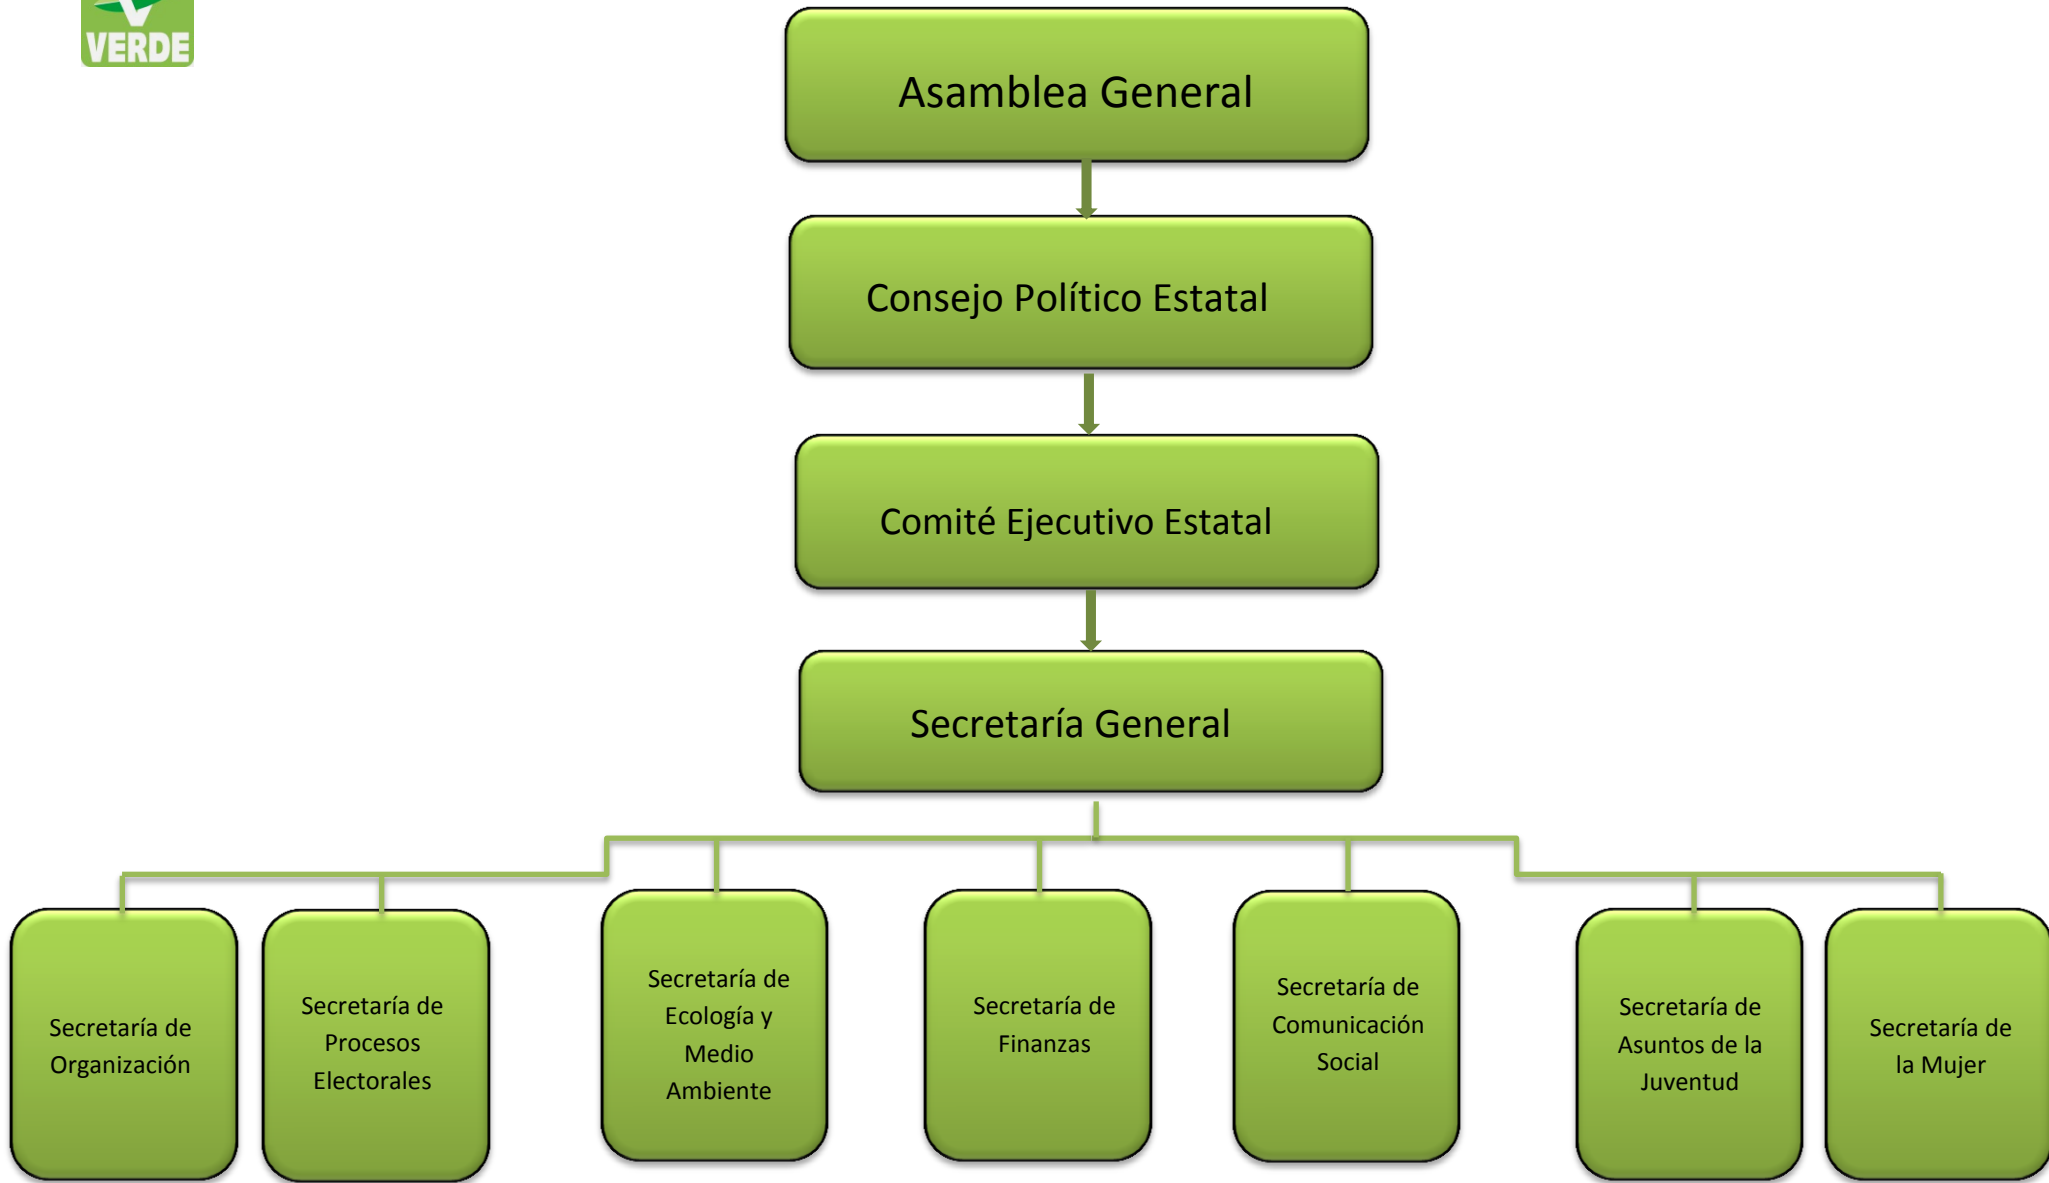 VERDE
Asamblea General
Consejo Político Estatal
Comité Ejecutivo Estatal
Secretaría General
Secretaría de
Organización
Secretaría de
Procesos
Electorales
Secretaría de
Ecología y
Medio
Ambiente
Secretaría de
Finanzas
Secretaría de
Comunicación
Social
Secretaría de
Asuntos de la
Juventud
Secretaría de
la Mujer